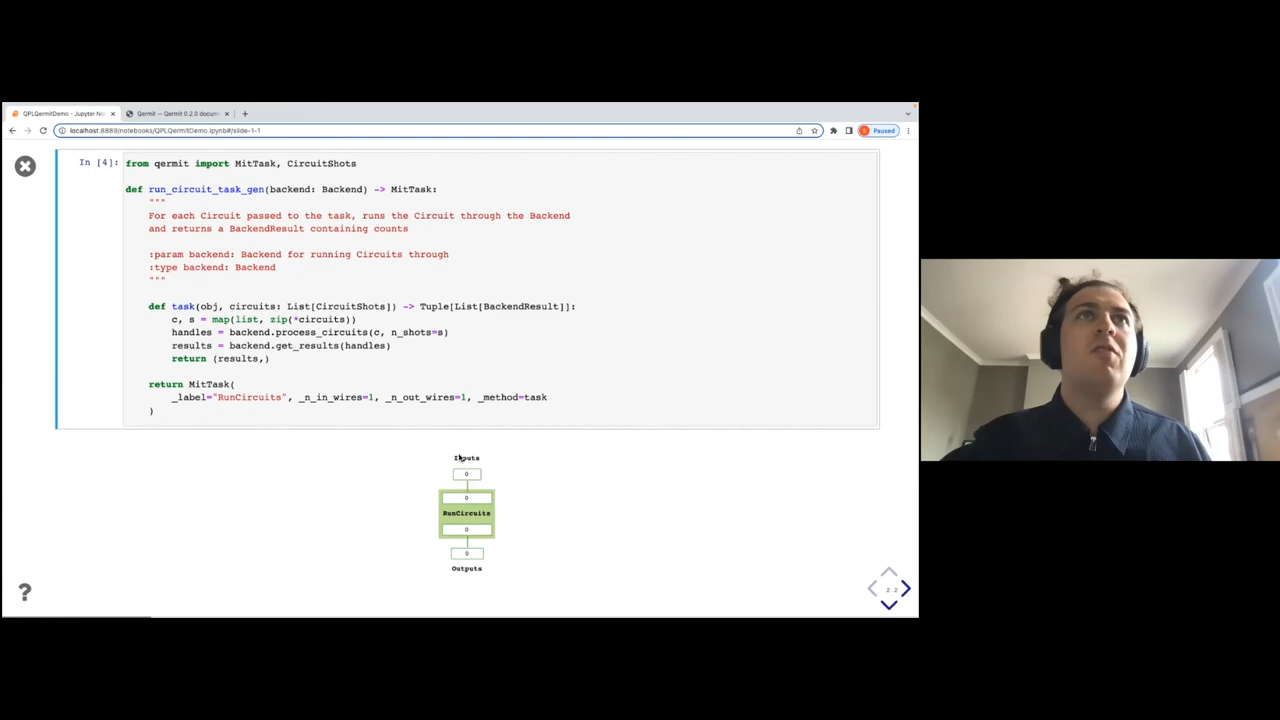 QPLQermitDemo - Jupyter No
Qermit — Qermit 0.2.0 docum
localhost:8889/notebooks/QPLQermitDemo.ipynb#/slide-1-1
Paused
In [4]:
from qermit import MitTask, CircuitShots
def run_circuit_task_gen(backend: Backend) -> MitTask:
"""
For each Circuit passed to the task, runs the Circuit through the Backend
and returns a BackendResult containing counts
:param backend: Backend for running Circuits through
:type backend: Backend
"""
def task(obj, circuits: List[CircuitShots]) -> Tuple[List[BackendResult]]:
c, s = map(list, zip(*circuits))
handles = backend.process_circuits(c, n_shots=s)
results = backend.get_results(handles)
return (results,)
return MitTask(
_label="RunCircuits", _n_in_wires=1, _n_out_wires=1, _method=task
)
Inputs
0
0
RunCircuits
0
0
Outputs
?
2.2